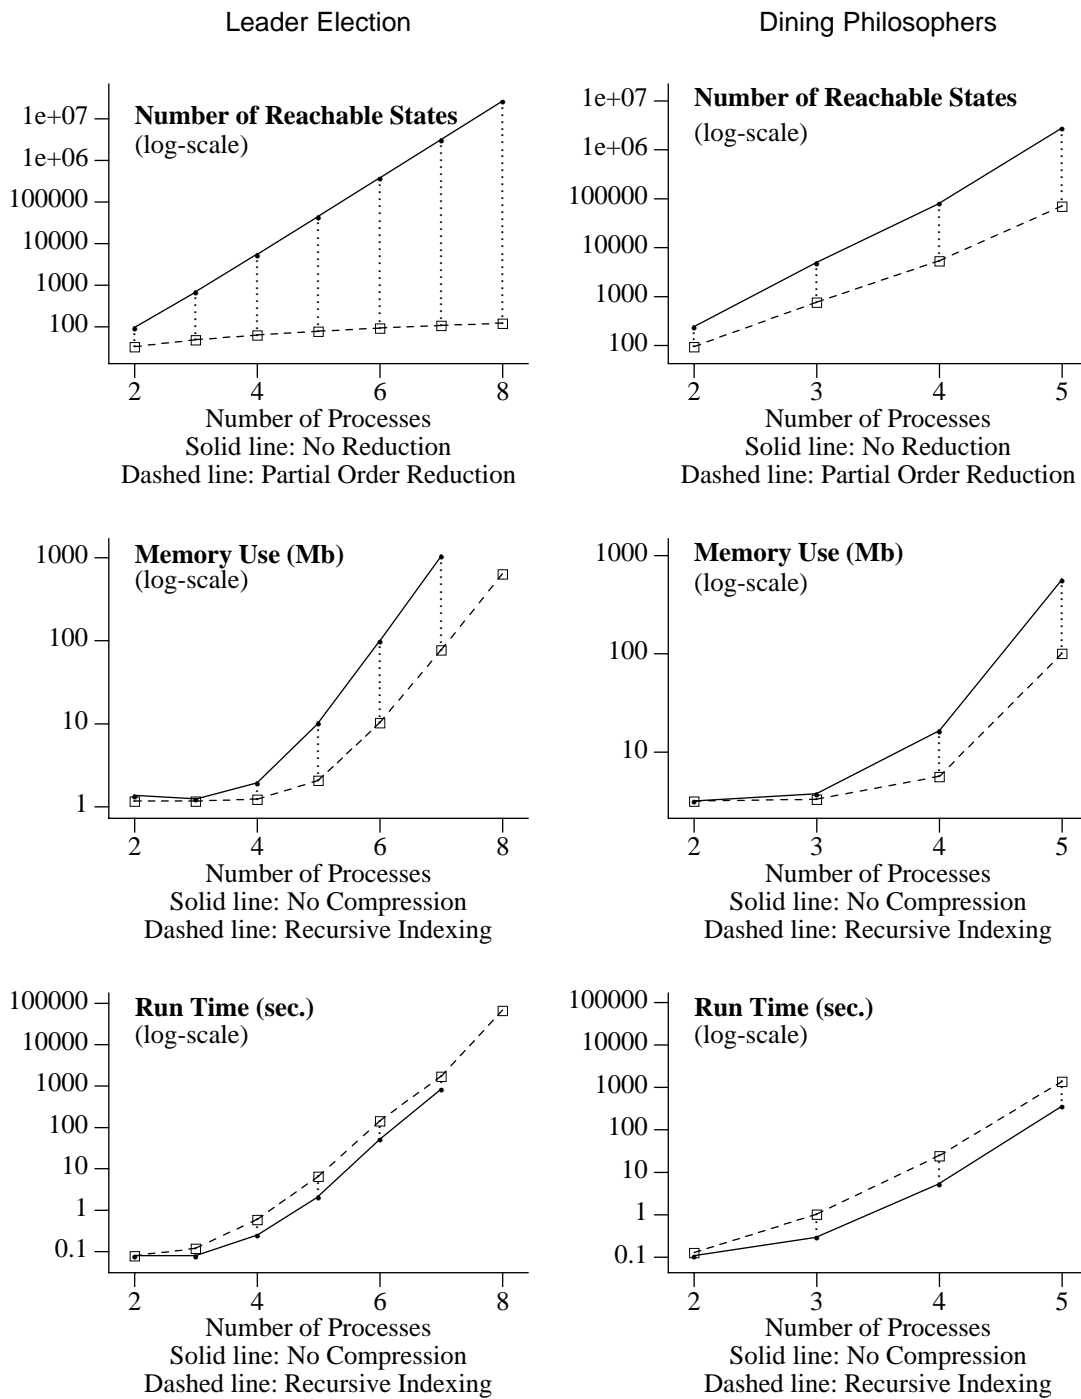 Leader Election
Number of Reachable States
(log-scale)
1e+07
1e+06
100000
10000
1000
100
2 4 6 8
Number of Processes
Solid line: No Reduction
Dashed line: Partial Order Reduction
Memory Use (Mb)
(log-scale)
1000
100
10
1
2 4 6 8
Number of Processes
Solid line: No Compression
Dashed line: Recursive Indexing
Run Time (sec.)
(log-scale)
100000
10000
1000
100
10
1
0.1
2 4 6 8
Number of Processes
Solid line: No Compression
Dashed line: Recursive Indexing
Dining Philosophers
Number of Reachable States
(log-scale)
1e+07
1e+06
100000
10000
1000
100
2 3 4 5
Number of Processes
Solid line: No Reduction
Dashed line: Partial Order Reduction
Memory Use (Mb)
(log-scale)
1000
100
10
2 3 4 5
Number of Processes
Solid line: No Compression
Dashed line: Recursive Indexing
Run Time (sec.)
(log-scale)
100000
10000
1000
100
10
1
0.1
2 3 4 5
Number of Processes
Solid line: No Compression
Dashed line: Recursive Indexing